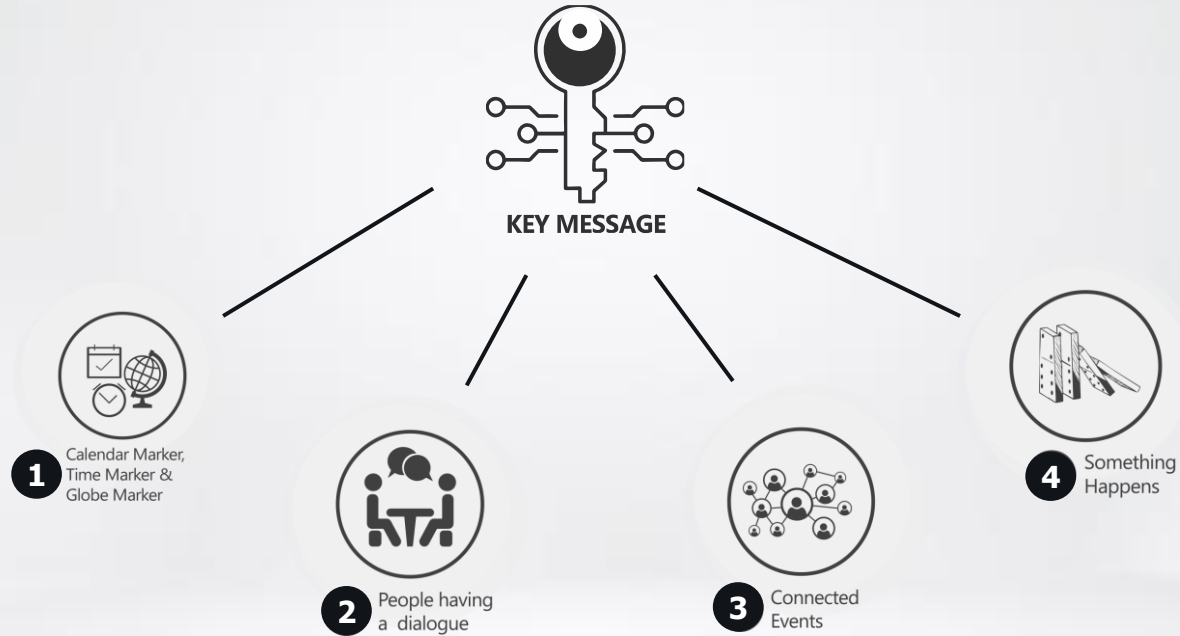 KEY MESSAGE
1
Calendar Marker,
Time Marker &
Globe Marker
2
People having
a dialogue
3
Connected
Events
4
Something
Happens